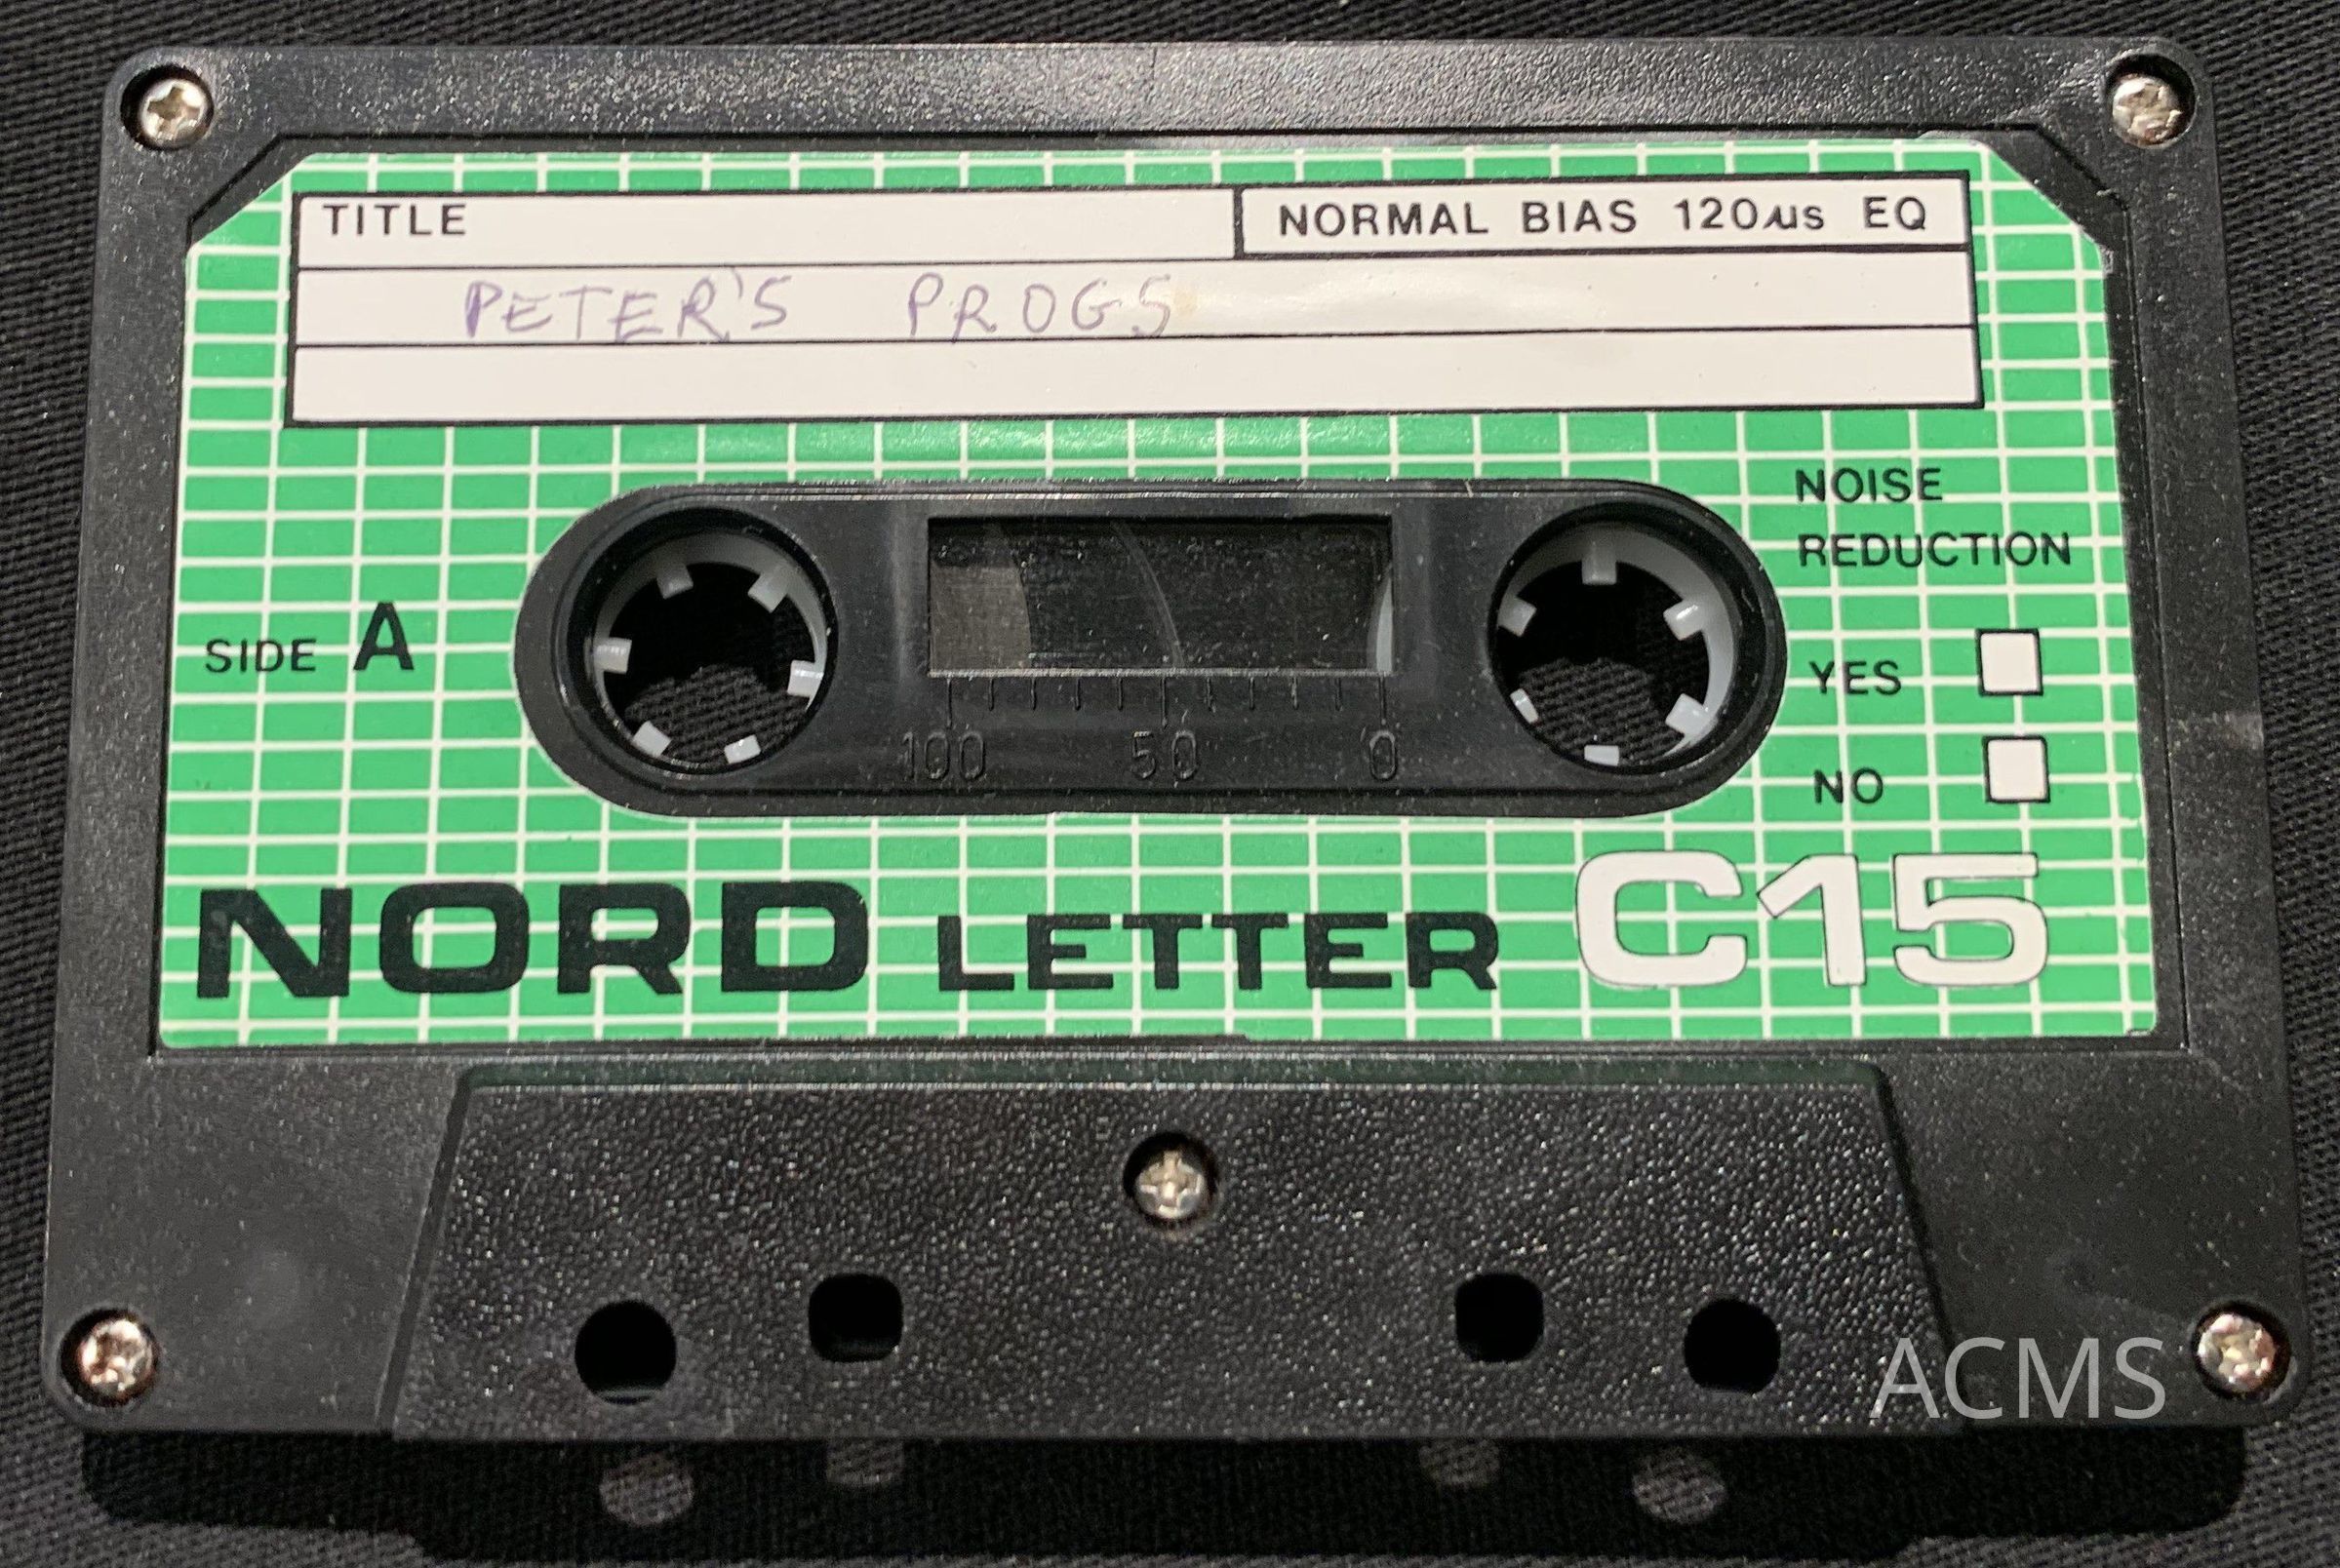 TITLE
NORMAL BIAS 120µs EQ
PETER'S PROGS
NOISE
REDUCTION
SIDE A
YES
NO
100 50 0
NORD LETTER C15
ACMS